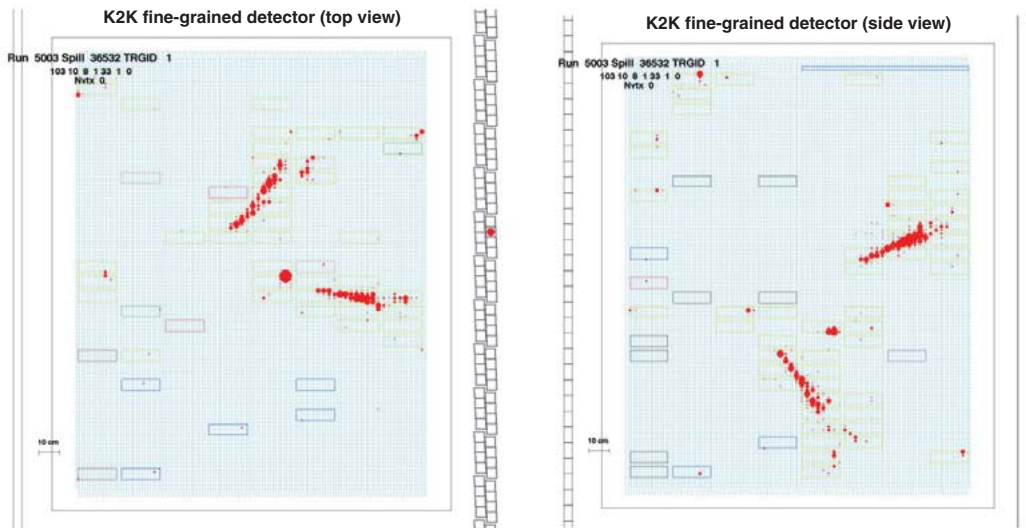 K2K fine-grained detector (top view)
Run 5003 Spill 36532 TRGID 1
103 10 8 1 33 1 0
Nvtx 0
10 cm
K2K fine-grained detector (side view)
Run 5003 Spill 36532 TRGID 1
103 10 8 1 33 1 0
Nvtx 0
10 cm